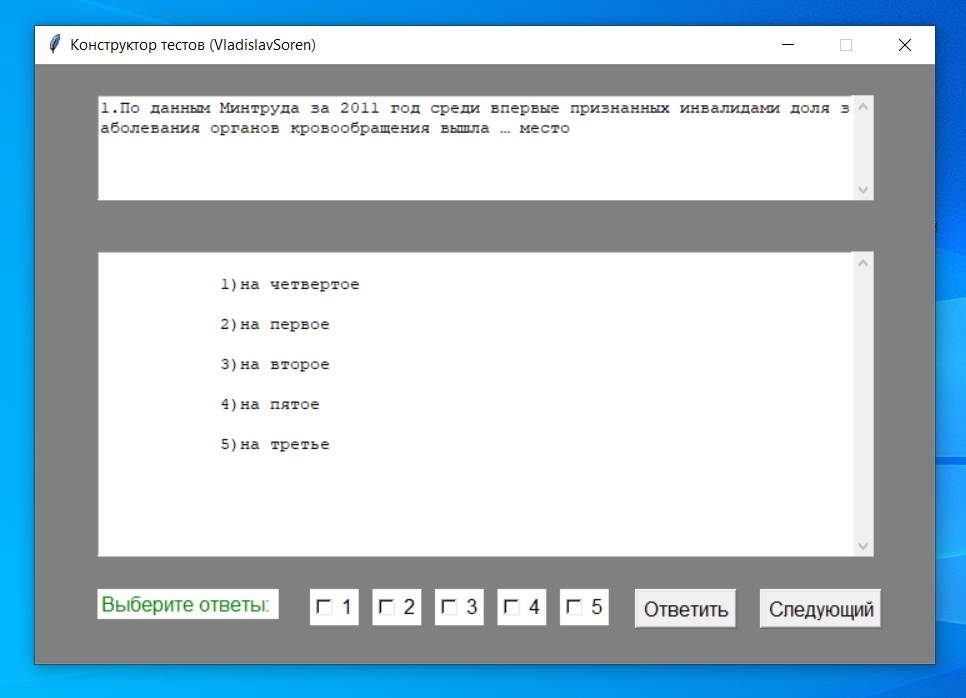 Конструктор тестов (VladislavSoren)
1.По данным Минтруда за 2011 год среди впервые признанных инвалидами доля з
аболевания органов кровообращения вышла … место
1)на четвертое
2)на первое
3)на второе
4)на пятое
5)на третье
Выберите ответы: 1 2 3 4 5 Ответить Следующий